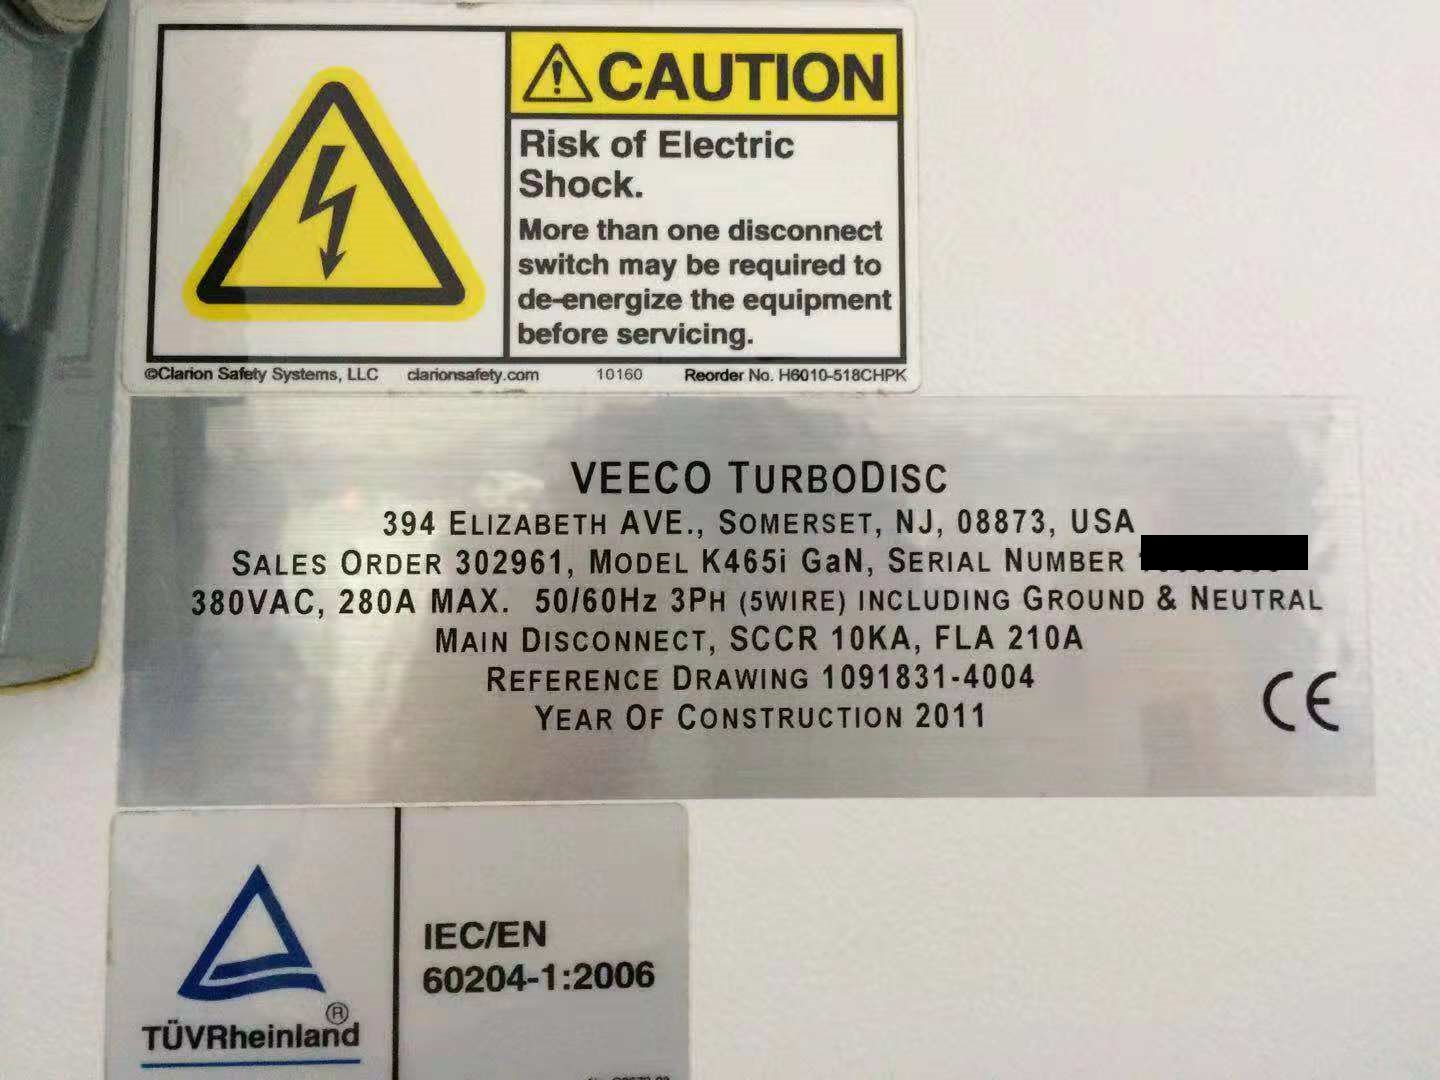 CAUTION
Risk of Electric
Shock.
More than one disconnect
switch may be required to
de-energize the equipment
before servicing.
©Clarion Safety Systems, LLC clarionsafety.com 10160 Reorder No. H6010-518CHPK
VEECO TURBODISC
394 ELIZABETH AVE., SOMERSET, NJ, 08873, USA
SALES ORDER 302961, MODEL K465i GaN, SERIAL NUMBER
380VAC, 280A MAX. 50/60Hz 3PH (5WIRE) INCLUDING GROUND & NEUTRAL
MAIN DISCONNECT, SCCR 10KA, FLA 210A
REFERENCE DRAWING 1091831-4004
YEAR OF CONSTRUCTION 2011
CE
IEC/EN
60204-1:2006
TÜVRheinland®